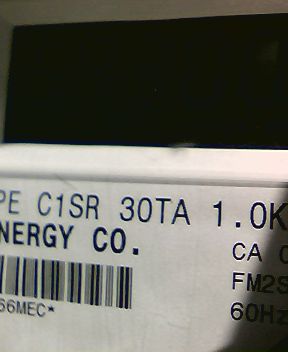 PE C1SR 30TA 1.0K
NERGY CO.
CA
FM2S
66MEC*
60Hz